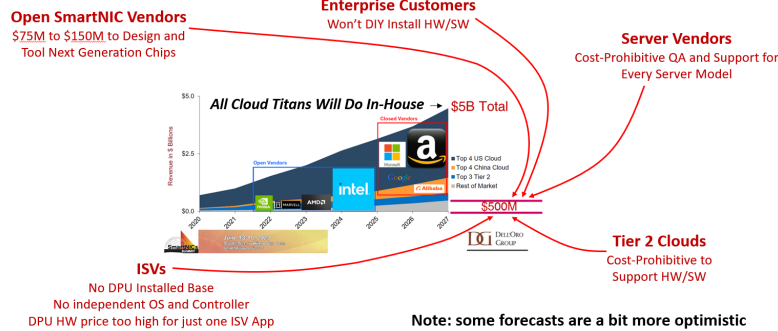 Enterprise Customers
Won't DIY Install HW/SW
Open SmartNIC Vendors
$75M to $150M to Design and
Tool Next Generation Chips
Server Vendors
Cost-Prohibitive QA and Support for
Every Server Model
All Cloud Titans Will Do In-House
$5B Total
$5.0
$2.5
$0.0
Revenue in $ Billions
Closed Vendors
Microsoft
a
Google
Alibaba
Open Vendors
NVIDIA
MARVELL
AMD
intel
Top 4 US Cloud
Top 4 China Cloud
Top 3 Tier 2
Rest of Market
2020
2021
2022
2023
2024
2025
2026
2027
$500M
SmartNICs
DG DELL'ORO
GROUP
Tier 2 Clouds
Cost-Prohibitive to
Support HW/SW
ISVs
No DPU Installed Base
No independent OS and Controller
DPU HW price too high for just one ISV App
Note: some forecasts are a bit more optimistic